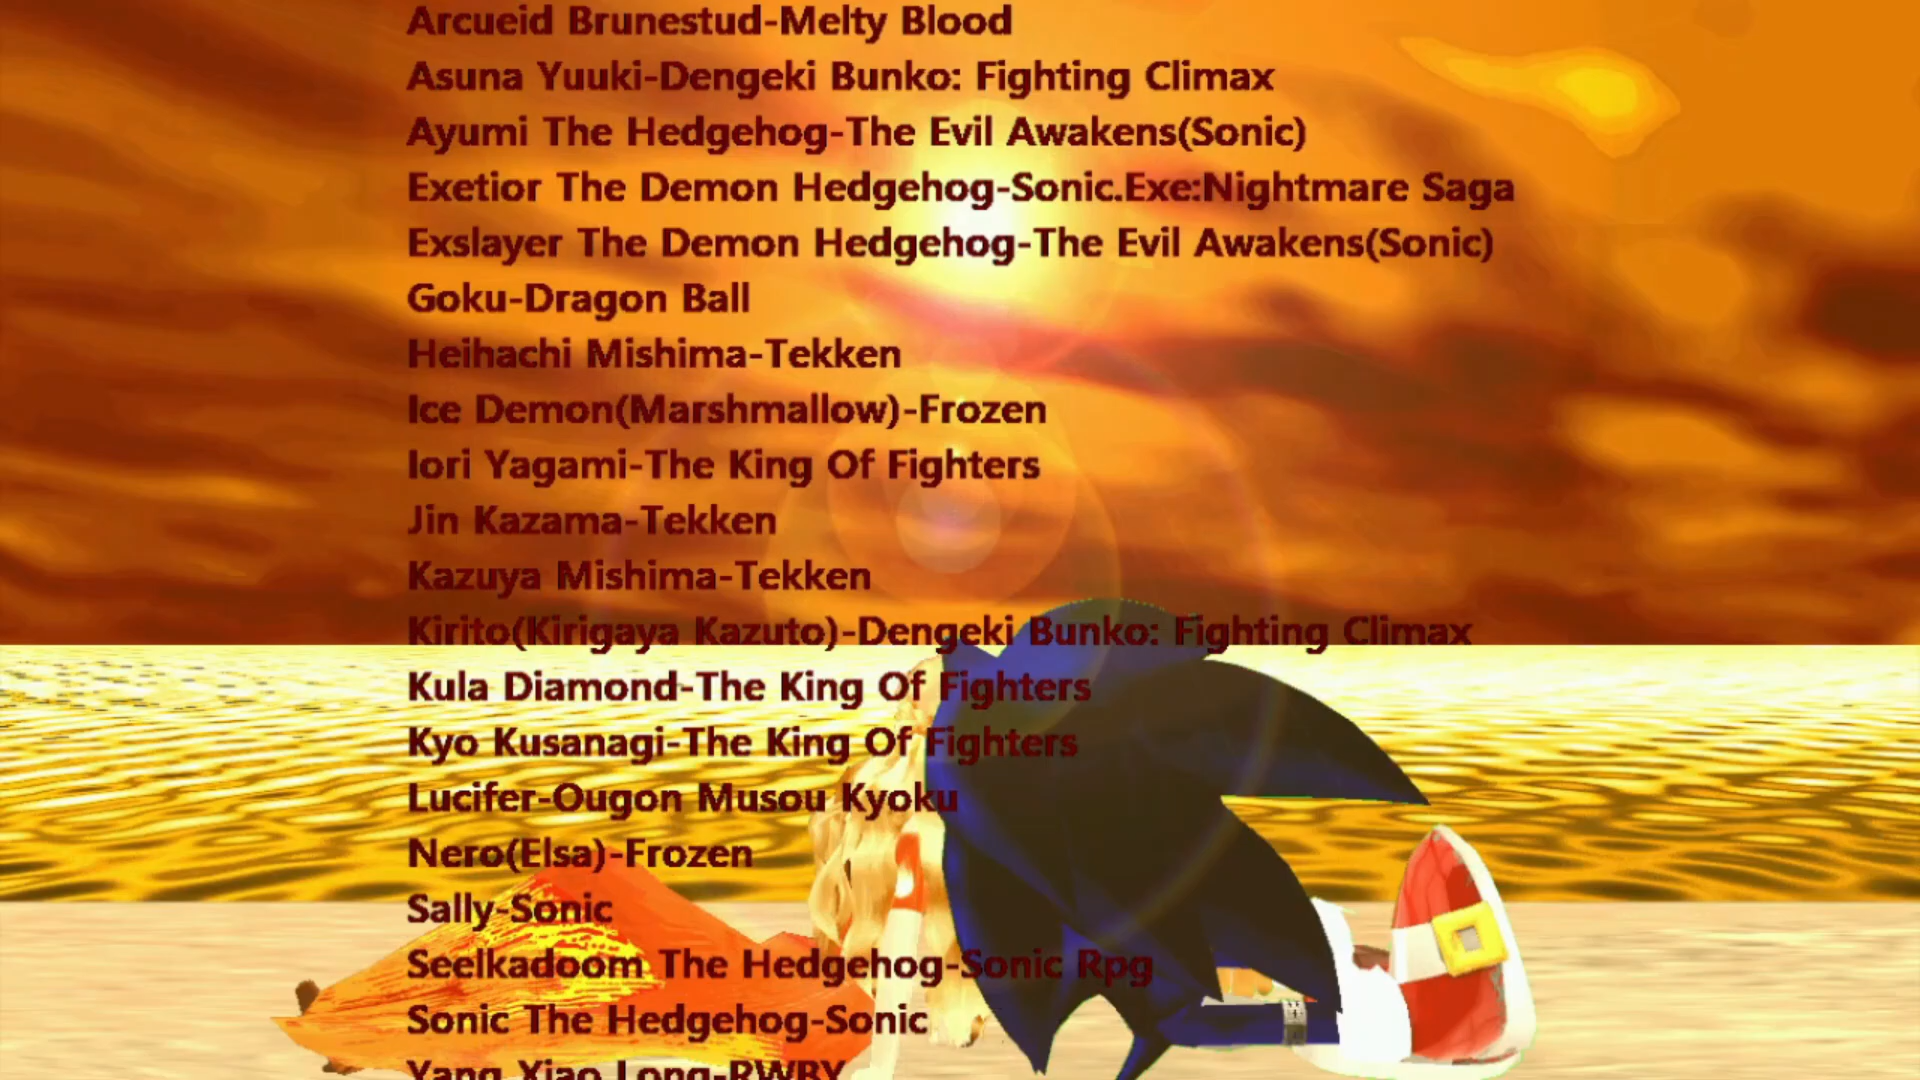 Arcueid Brunestud-Melty Blood
Asuna Yuuki-Dengeki Bunko: Fighting Climax
Ayumi The Hedgehog-The Evil Awakens(Sonic)
Exetior The Demon Hedgehog-Sonic.Exe:Nightmare Saga
Exslayer The Demon Hedgehog-The Evil Awakens(Sonic)
Goku-Dragon Ball
Heihachi Mishima-Tekken
Ice Demon(Marshmallow)-Frozen
Iori Yagami-The King Of Fighters
Jin Kazama-Tekken
Kazuya Mishima-Tekken
Kirito(Kirigaya Kazuto)-Dengeki Bunko: Fighting Climax
Kula Diamond-The King Of Fighters
Kyo Kusanagi-The King Of Fighters
Lucifer-Ougon Musou Kyoku
Nero(Elsa)-Frozen
Sally-Sonic
Seelkadoom The Hedgehog-Sonic Rpg
Sonic The Hedgehog-Sonic
Yang Xiao Long-RWBY